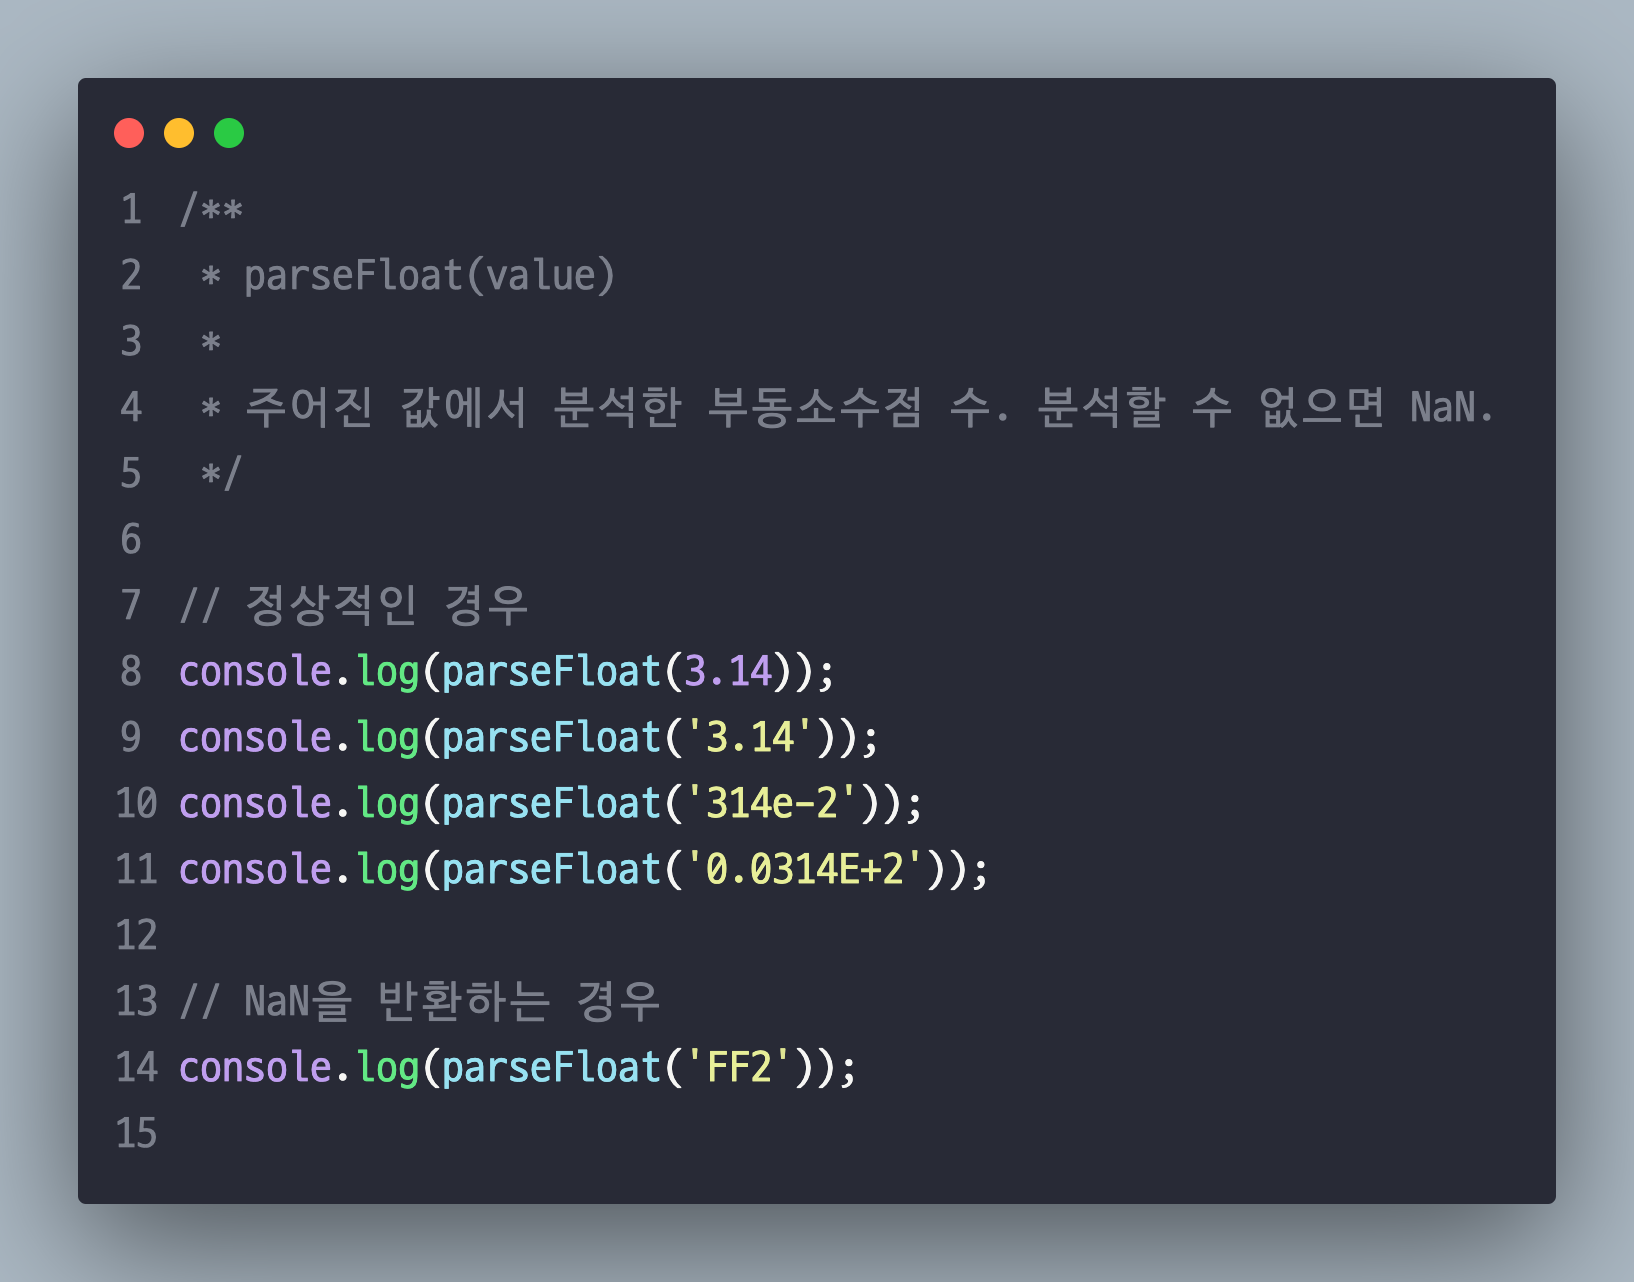 1 /**
2  * parseFloat(value)
3  *
4  * 주어진 값에서 분석한 부동소수점 수. 분석할 수 없으면 NaN.
5  */
6
7 // 정상적인 경우
8 console.log(parseFloat(3.14));
9 console.log(parseFloat('3.14'));
10 console.log(parseFloat('314e-2'));
11 console.log(parseFloat('0.0314E+2'));
12
13 // NaN을 반환하는 경우
14 console.log(parseFloat('FF2'));
15